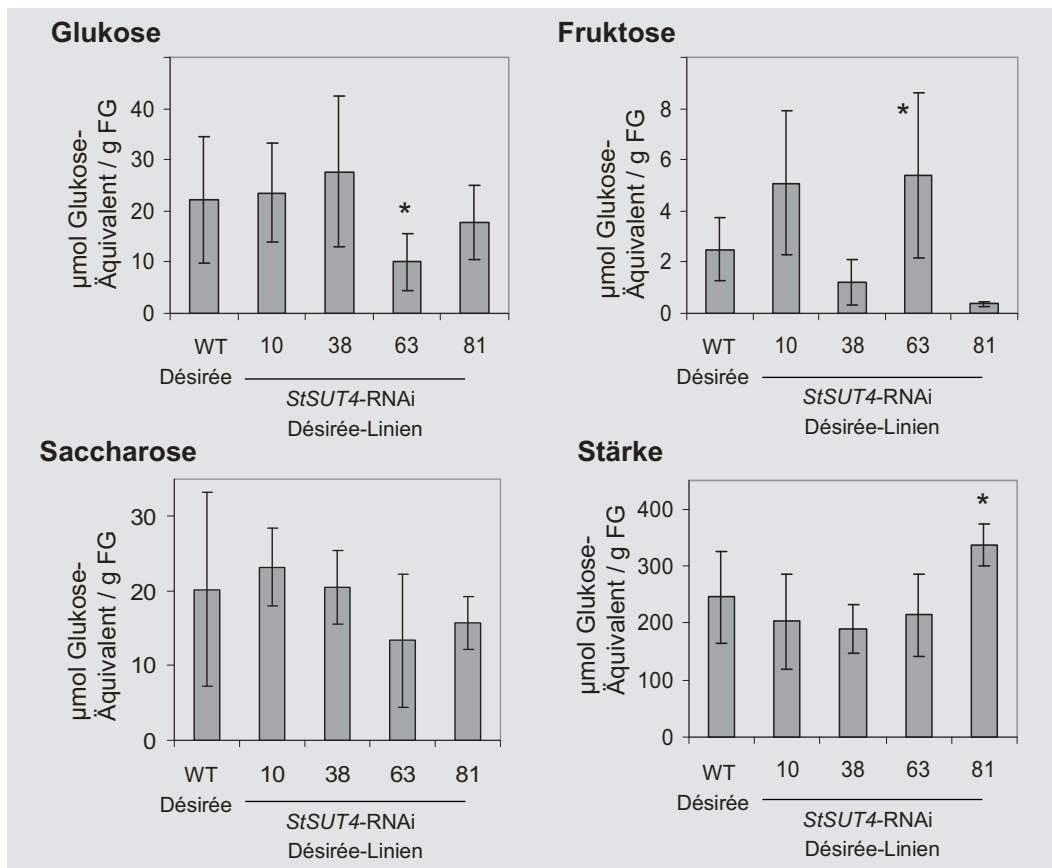 Glukose
µmol Glukose-
Äquivalent / g FG
40
30
20
10
0
*
WT
10
38
63
81
Désirée
StSUT4-RNAi
Désirée-Linien
Fruktose
µmol Glukose-
Äquivalent / g FG
8
6
4
2
0
*
WT
10
38
63
81
Désirée
StSUT4-RNAi
Désirée-Linien
Saccharose
µmol Glukose-
Äquivalent / g FG
30
20
10
0
WT
10
38
63
81
Désirée
StSUT4-RNAi
Désirée-Linien
Stärke
µmol Glukose-
Äquivalent / g FG
400
300
200
100
0
*
WT
10
38
63
81
Désirée
StSUT4-RNAi
Désirée-Linien